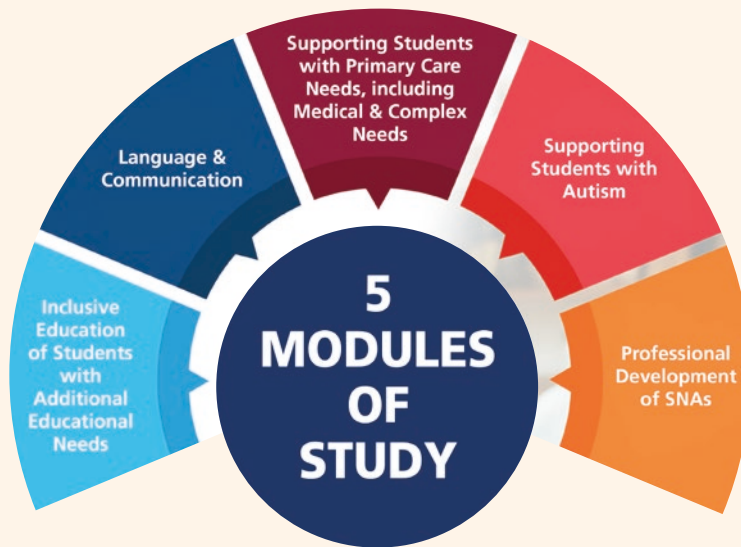 Inclusive
Education
of Students
with
Additional
Educational
Needs
Language &
Communication
Supporting Students
with Primary Care
Needs, including
Medical & Complex
Needs
Supporting
Students with
Autism
Professional
Development
of SNAs
5
MODULES
OF
STUDY